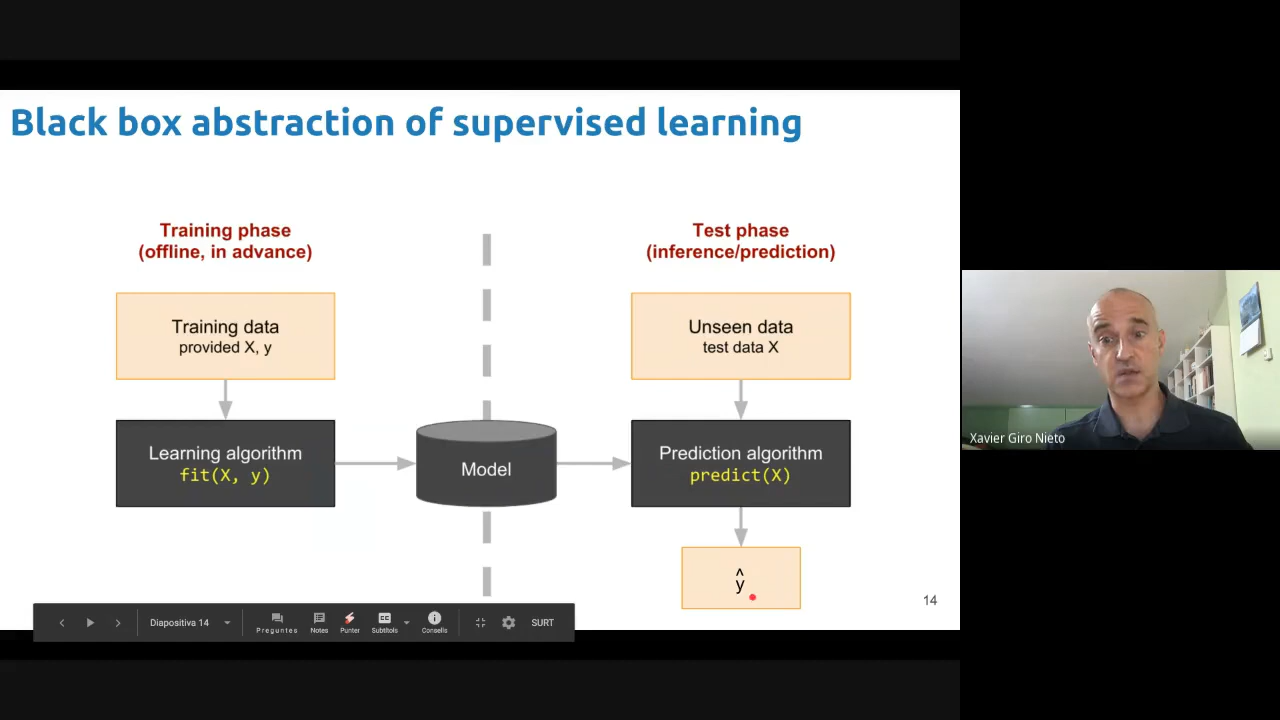 Black box abstraction of supervised learning
Training phase
(offline, in advance)
Test phase
(inference/prediction)
Training data
provided X, y
Unseen data
test data X
Learning algorithm
fit(X, y)
Model
Prediction algorithm
predict(X)
ŷ
14
Diapositiva 14
Preguntes
Notes
Punter
CC
Subtítols
Consells
SURT
Xavier Giro Nieto